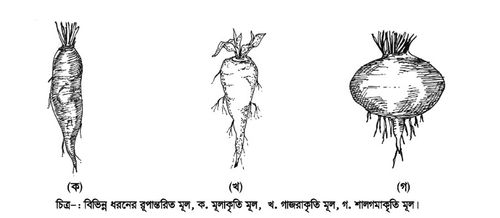 (ক) (খ) (গ)
চিত্র–: বিভিন্ন ধরনের রূপান্তরিত মূল, ক. মূলাকৃতি মূল, খ. গাজরাকৃতি মূল, গ. শালগমাকৃতি মূল।